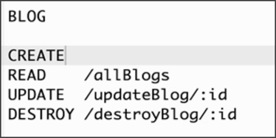 BLOG
CREATE
READ /allBlogs
UPDATE /updateBlog/:id
DESTROY /destroyBlog/:id